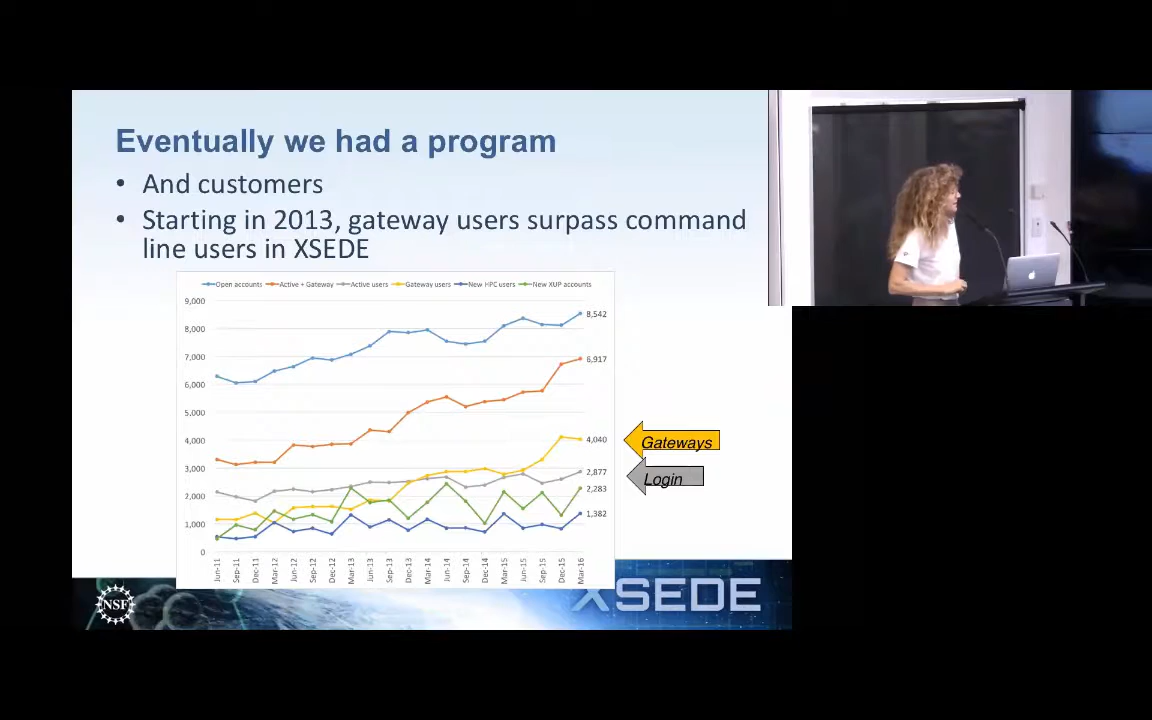 Eventually we had a program
• And customers
• Starting in 2013, gateway users surpass command
line users in XSEDE
Open accounts Active + Gateway Active users Gateway users New HPC users New XUP accounts
9,000
8,000
7,000
6,000
5,000
4,000
3,000
2,000
1,000
0
8,542
6,917
4,040
2,877
2,283
1,382
Gateways
Login
Jun-11
Sep-11
Dec-11
Mar-12
Jun-12
Sep-12
Dec-12
Mar-13
Jun-13
Sep-13
Dec-13
Mar-14
Jun-14
Sep-14
Dec-14
Mar-15
Jun-15
Sep-15
Dec-15
Mar-16
NSF
XSEDE